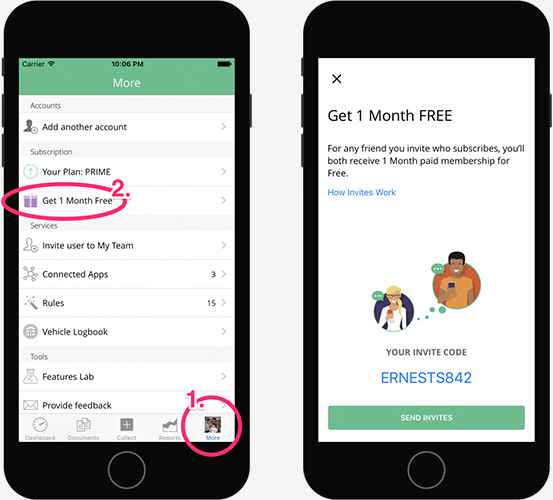 Carrier 10:06 PM
More
Accounts
Add another account
Subscription
Your Plan: PRIME
2.
Get 1 Month Free
Services
Invite user to My Team
Connected Apps 3
Rules 15
Vehicle Logbook
Tools
Features Lab
Provide feedback
1.
Dashboard Documents Collect Reports More
Get 1 Month FREE
For any friend you invite who subscribes, you'll
both receive 1 Month paid membership for
Free.
How Invites Work
YOUR INVITE CODE
ERNESTS842
SEND INVITES